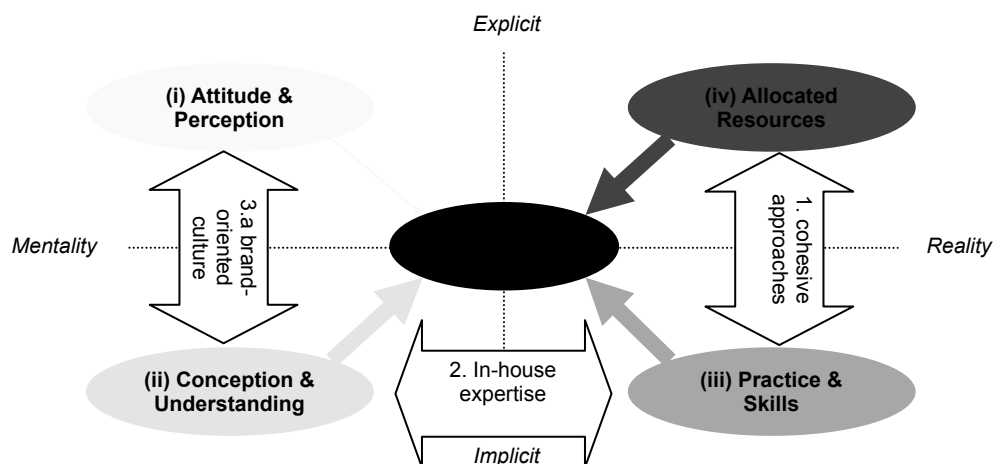 Explicit
(i) Attitude &
Perception
(iv) Allocated
Resources
3.a brand-
oriented
culture
1. cohesive
approaches
Mentality
Reality
(ii) Conception &
Understanding
2. In-house
expertise
(iii) Practice &
Skills
Implicit